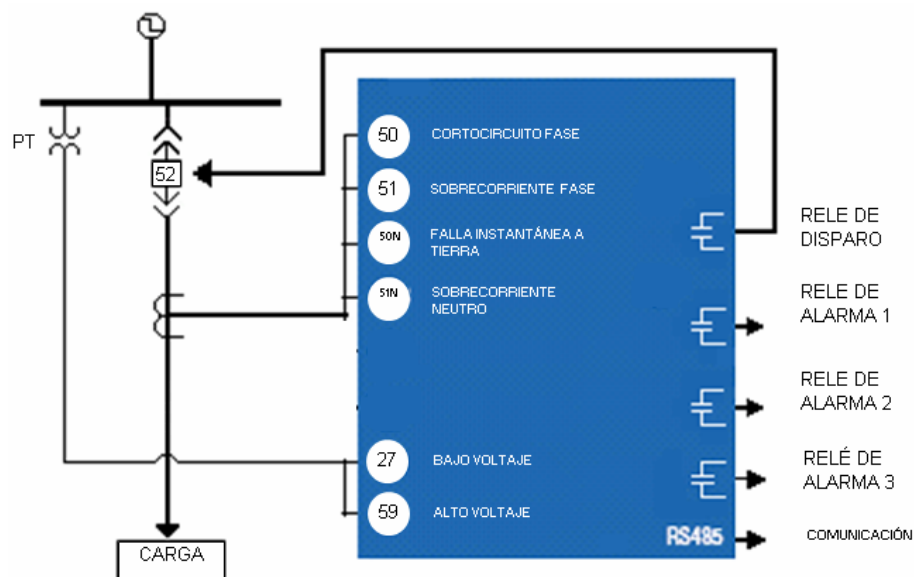 PT
52
50
CORTOCIRCUITO FASE
51
SOBRECORRIENTE FASE
50N
FALLA INSTANTÁNEA A
TIERRA
51N
SOBRECORRIENTE
NEUTRO
27
BAJO VOLTAJE
59
ALTO VOLTAJE
RS485
RELE DE
DISPARO
RELE DE
ALARMA 1
RELE DE
ALARMA 2
RELÉ DE
ALARMA 3
COMUNICACIÓN
CARGA